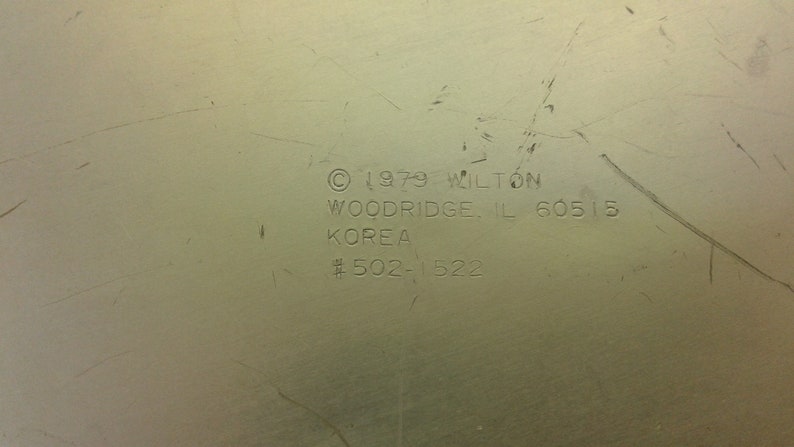 © 1979 WILTON
WOODRIDGE, IL 60515
KOREA
#502-1522